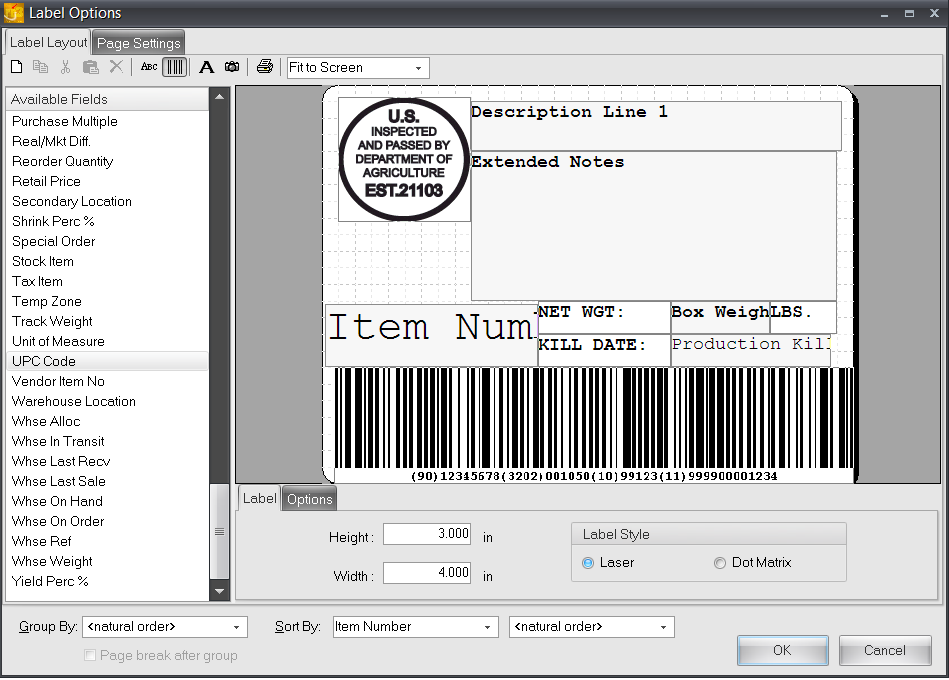 Label Options
Label Layout Page Settings
ABC A Fit to Screen
Available Fields
Purchase Multiple
Real/Mkt Diff.
Reorder Quantity
Retail Price
Secondary Location
Shrink Perc %
Special Order
Stock Item
Tax Item
Temp Zone
Track Weight
Unit of Measure
UPC Code
Vendor Item No
Warehouse Location
Whse Alloc
Whse In Transit
Whse Last Recv
Whse Last Sale
Whse On Hand
Whse On Order
Whse Ref
Whse Weight
Yield Perc %
U.S.
INSPECTED
AND PASSED BY
DEPARTMENT OF
AGRICULTURE
EST.21103
Description Line 1
Extended Notes
Item Num
NET WGT: Box Weigh LBS.
KILL DATE: Production Kill
(90)12345678(3202)001050(10)99123(11)999900001234
Label Options
Height : 3.000 in
Width : 4.000 in
Label Style
Laser Dot Matrix
Group By: <natural order> Sort By: Item Number <natural order>
Page break after group
OK Cancel